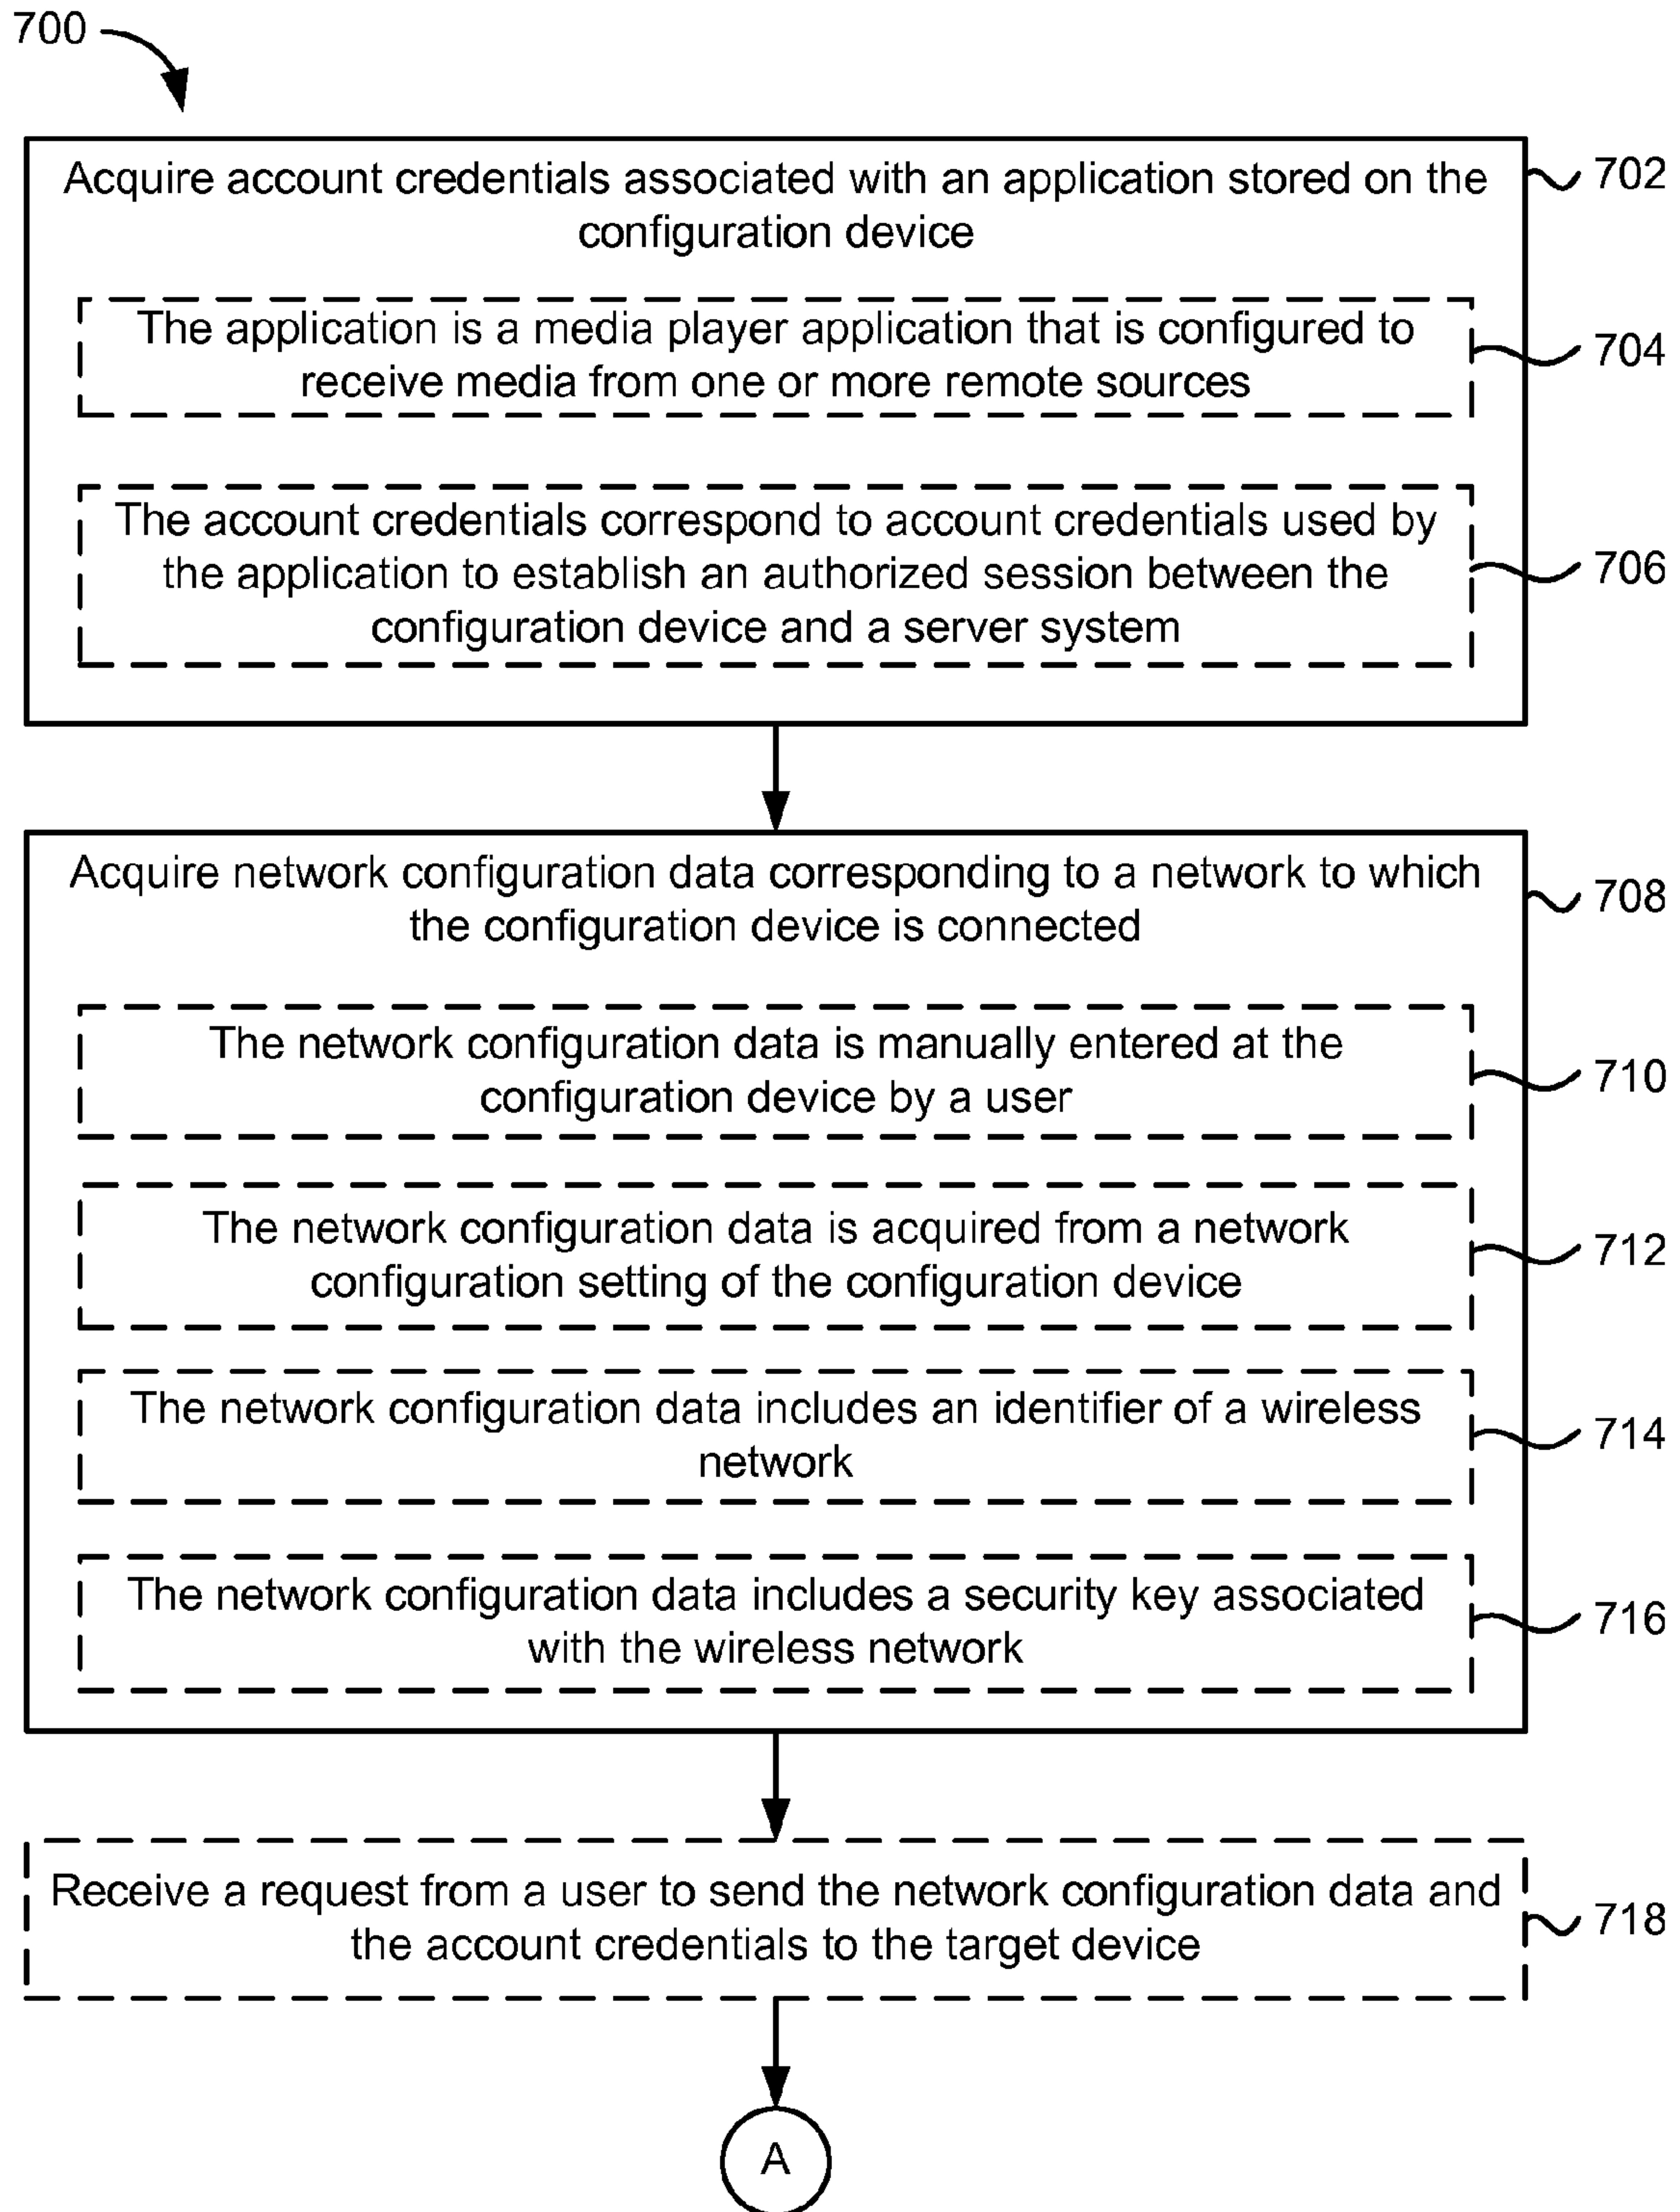 700
Acquire account credentials associated with an application stored on the
configuration device
702
The application is a media player application that is configured to
receive media from one or more remote sources
704
The account credentials correspond to account credentials used by
the application to establish an authorized session between the
configuration device and a server system
706
Acquire network configuration data corresponding to a network to which
the configuration device is connected
708
The network configuration data is manually entered at the
configuration device by a user
710
The network configuration data is acquired from a network
configuration setting of the configuration device
712
The network configuration data includes an identifier of a wireless
network
714
The network configuration data includes a security key associated
with the wireless network
716
Receive a request from a user to send the network configuration data and
the account credentials to the target device
718
A